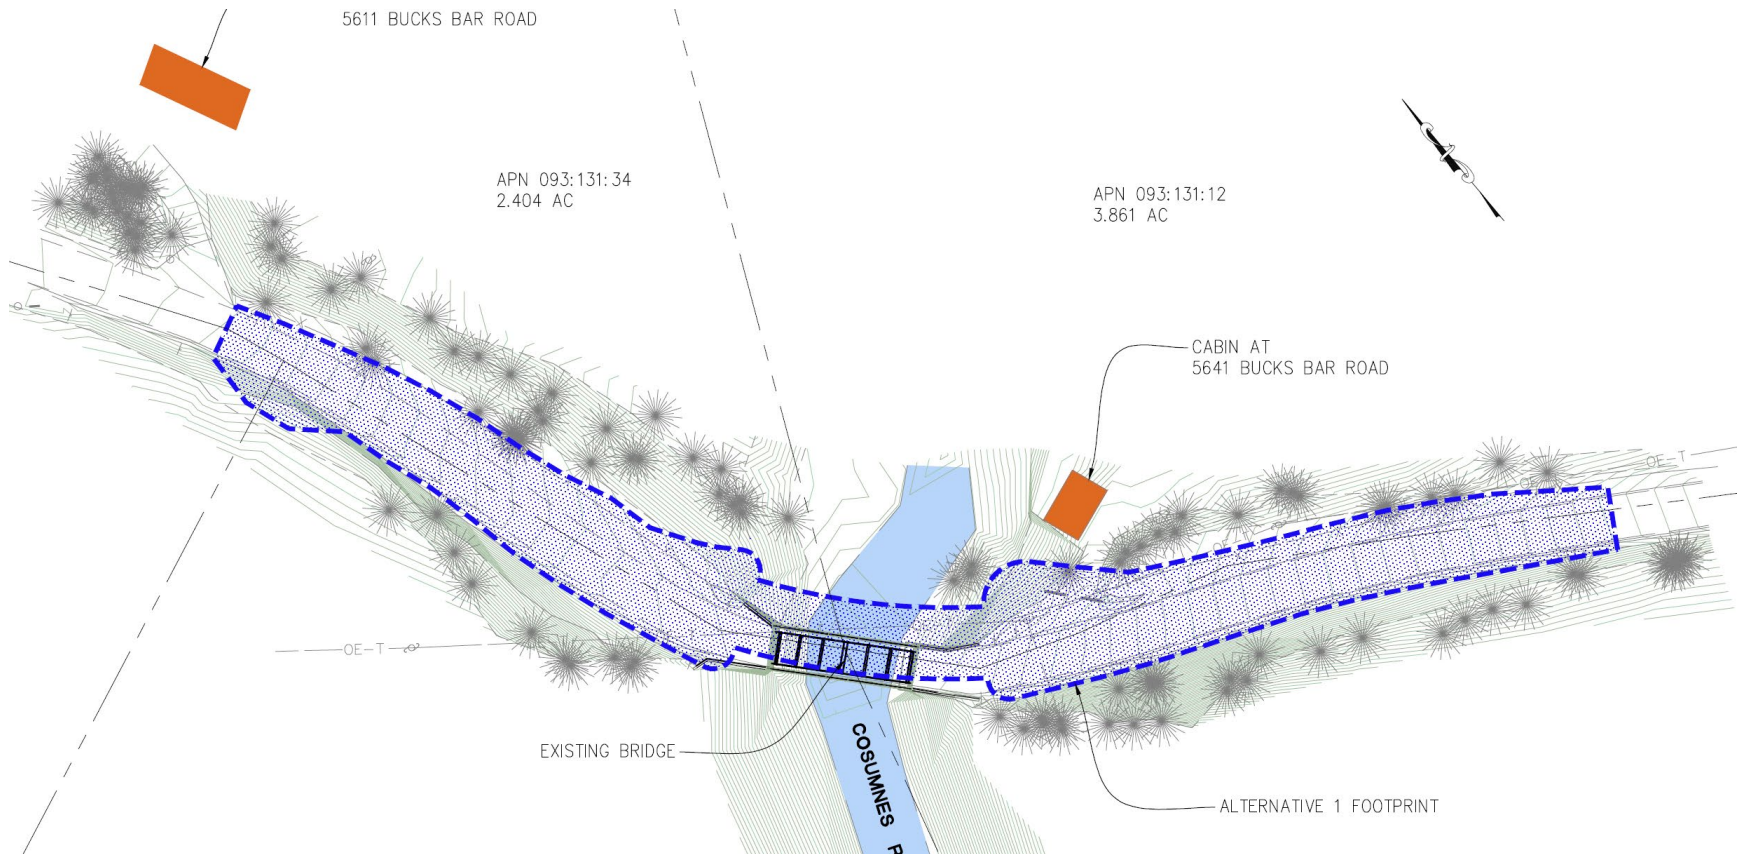 5611 BUCKS BAR ROAD
APN 093:131:34
2.404 AC
APN 093:131:12
3.861 AC
CABIN AT
5641 BUCKS BAR ROAD
OE-T
OE-T
EXISTING BRIDGE
COSUMNES
ALTERNATIVE 1 FOOTPRINT